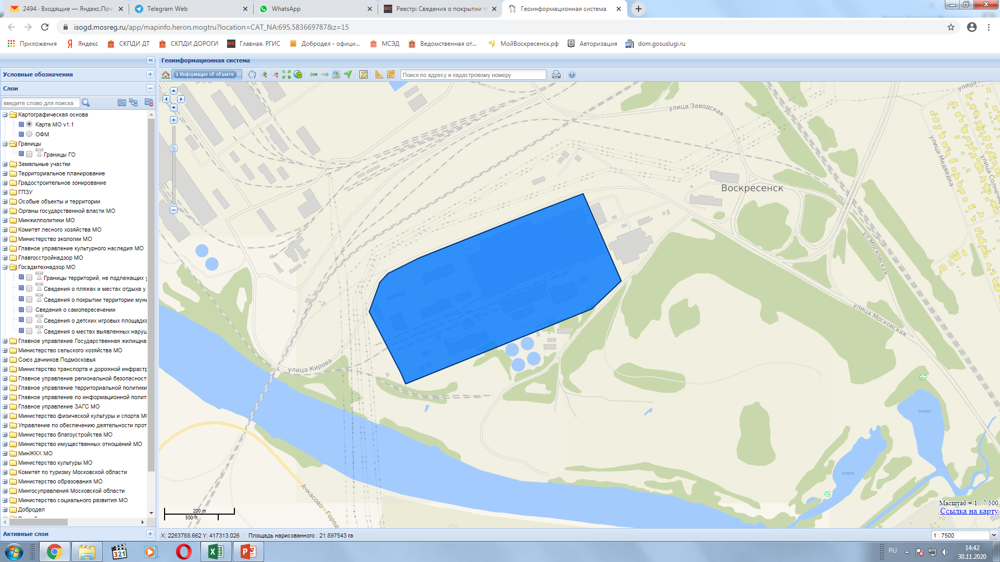 2494 · Входящие — Яндекс.Поч
Telegram Web
WhatsApp
Реестр: Сведения о покрытии т
Геоинформационная система
isogd.mosreg.ru/app/mapinfo.heron.mogtru?location=CAT_NA:695,583669787&z=15
Приложения
Яндекс
СКПДИ ДТ
СКПДИ ДОРОГИ
Главная. РГИС
Добродел - офици...
МСЭД
Ведомственная от...
МойВоскресенск.рф
Авторизация
dom.gosuslugi.ru
Геоинформационная система
Условные обозначения
Информация об объекте
Поиск по адресу и кадастровому номеру
Слои
введите слово для поиска
Картографическая основа
Карта МО v1.1
ОФМ
Границы
Границы ГО
Земельные участки
Территориальное планирование
Градостроительное зонирование
ГПЗУ
Особые объекты и территории
Органы государственной власти МО
Минжилполитики МО
Комитет лесного хозяйства МО
Министерство экологии МО
Главное управление культурного наследия МО
Главгосстройнадзор МО
Госадмтехнадзор МО
Границы территорий, не подлежащих у
Сведения о пляжах и местах отдыха у
Сведения о покрытии территории муни
Сведения о самопересечении
Сведения о детских игровых площадка
Сведения о местах выявленных наруш
Главное управление Государственная жилищна
Министерство сельского хозяйства МО
Союз дачников Подмосковья
Министерство транспорта и дорожной инфрастр
Главное управление региональной безопасност
Главное управление территориальной политики
Главное управление по информационной полит
Главное управление ЗАГС МО
Министерство физической культуры и спорта МО
Управление по обеспечению деятельности прот
Министерство благоустройства МО
Министерство имущественных отношений МО
МинЖКХ МО
Министерство культуры МО
Комитет по туризму Московской области
Министерство образования МО
Мингосуправления Московской области
Министерство социального развития МО
Добродел
Активные слои
улица Заводская
улица Медведка
улица Солнечн
1
Воскресенск
ул.Московская
улица Московская
улица Кирова
озеро
озеро
Ачкасово - Город
200 m
500 ft
Масштаб = 1 : 7 500
Ссылка на карту
X: 2263788.662 Y: 417313.026
Площадь нарисованного : 21.897543 га
1 : 7500
321
RU
14:42
30.11.2020